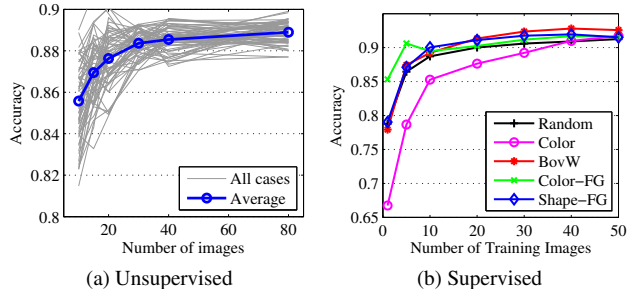 0.9
0.88
0.86
0.84
0.82
0.8
Accuracy
20
40
60
80
Number of images
All cases
Average
(a) Unsupervised
0.9
0.85
0.8
0.75
0.7
0.65
Accuracy
0
10
20
30
40
50
Number of Training Images
Random
Color
BovW
Color-FG
Shape-FG
(b) Supervised